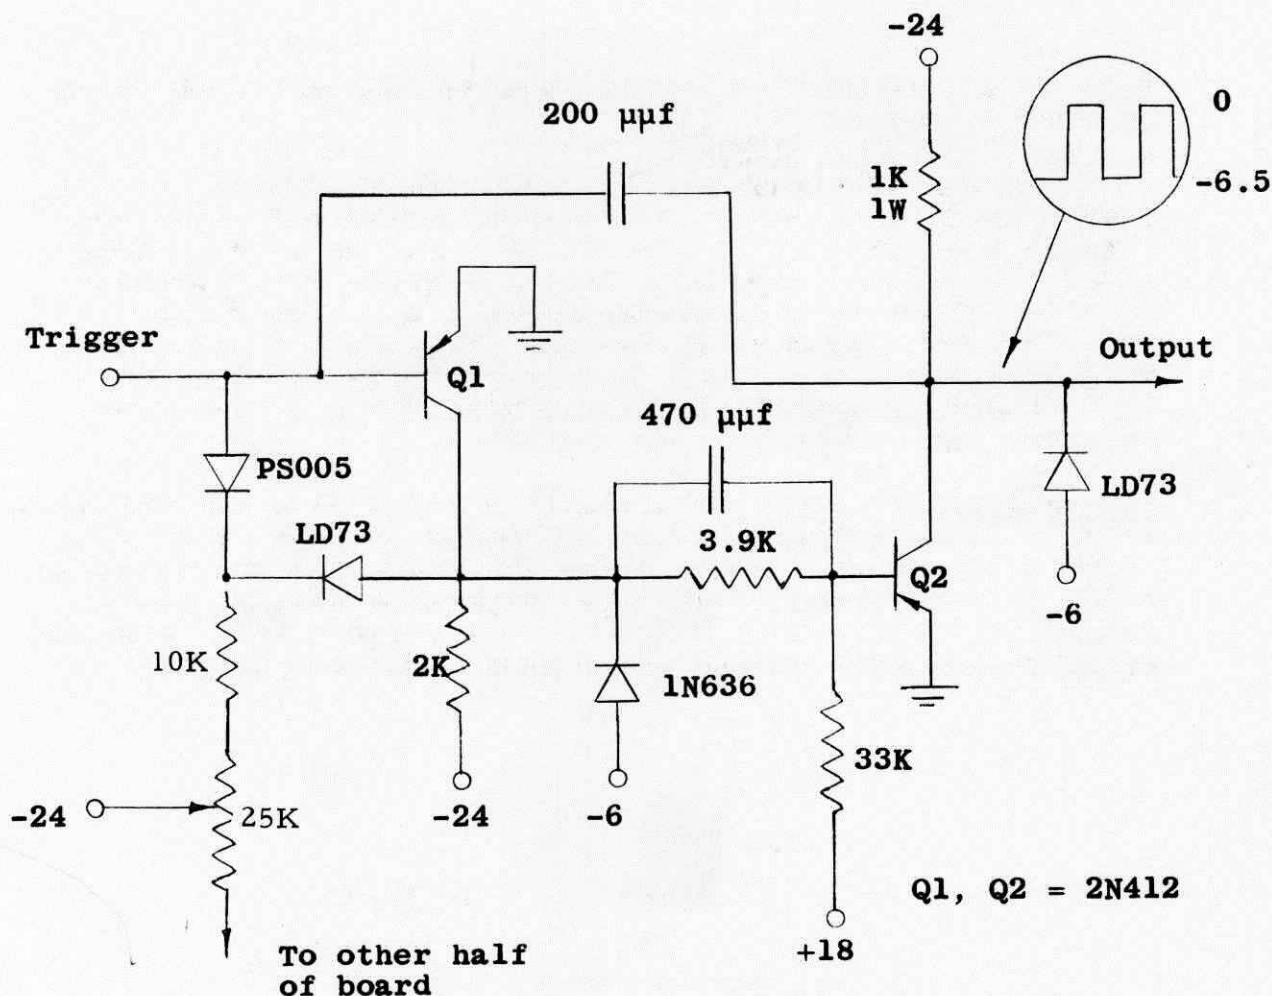 -24
0
200 μμf
1K
1W
-6.5
Trigger
Q1
Output
470 μμf
PS005
LD73
LD73
3.9K
Q2
-6
10K
2K
1N636
33K
-24
25K
-24
-6
Q1, Q2 = 2N412
+18
To other half
of board